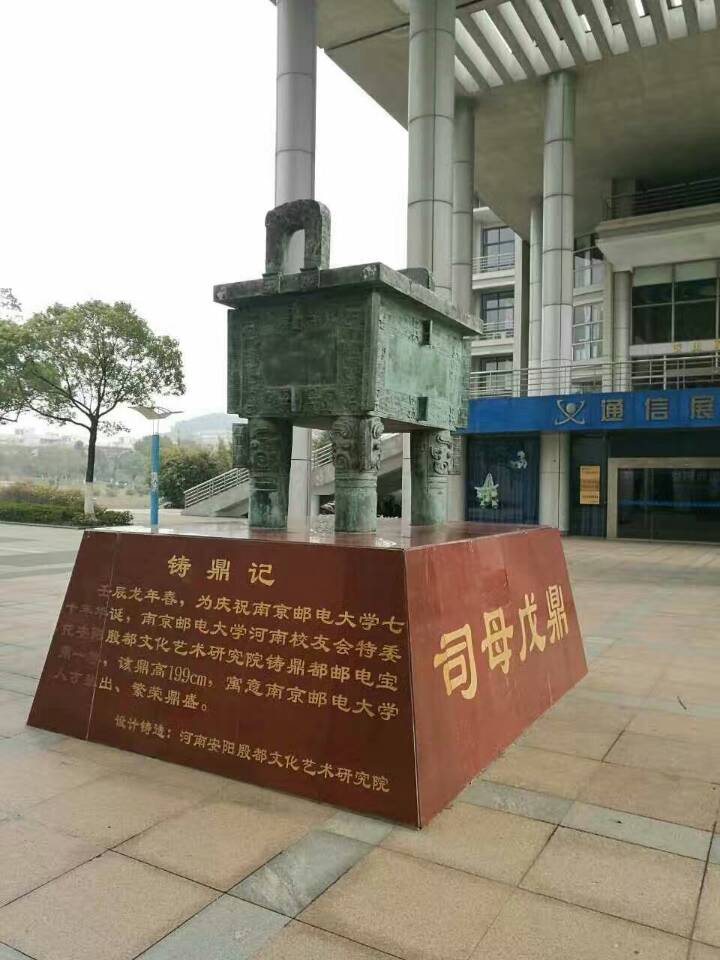 铸鼎记
壬辰龙年春，为庆祝南京邮电大学七
十年华诞，南京邮电大学河南校友会特委
安阳殷都文化艺术研究院铸鼎都邮电宝
一尊，该鼎高199cm，寓意南京邮电大学
人才辈出、繁荣鼎盛。
设计铸造：河南安阳殷都文化艺术研究院
司母戊鼎
通信展